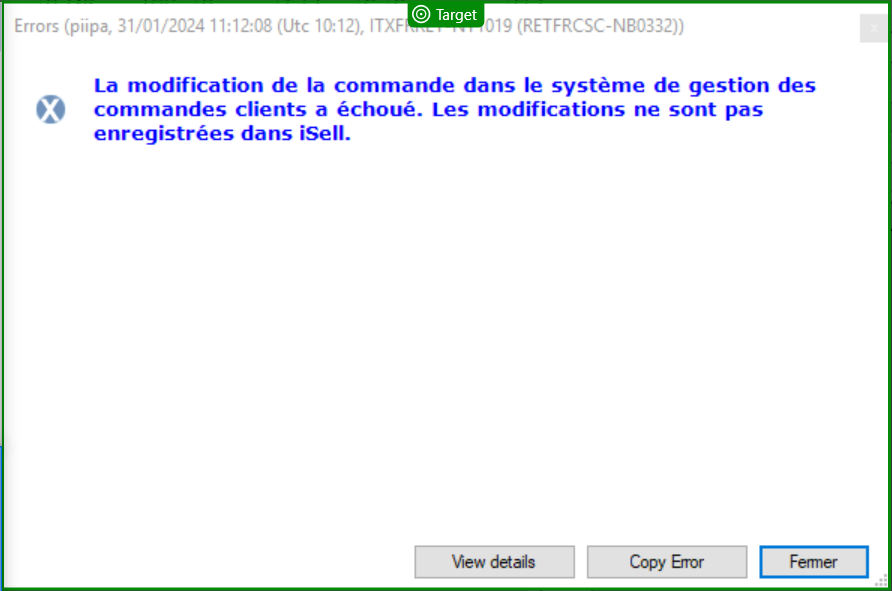 Target
Errors (piipa, 31/01/2024 11:12:08 (Utc 10:12), 1019 (RETFRCSC-NB0332))
La modification de la commande dans le système de gestion des
commandes clients a échoué. Les modifications ne sont pas
enregistrées dans iSell.
View details
Copy Error
Fermer